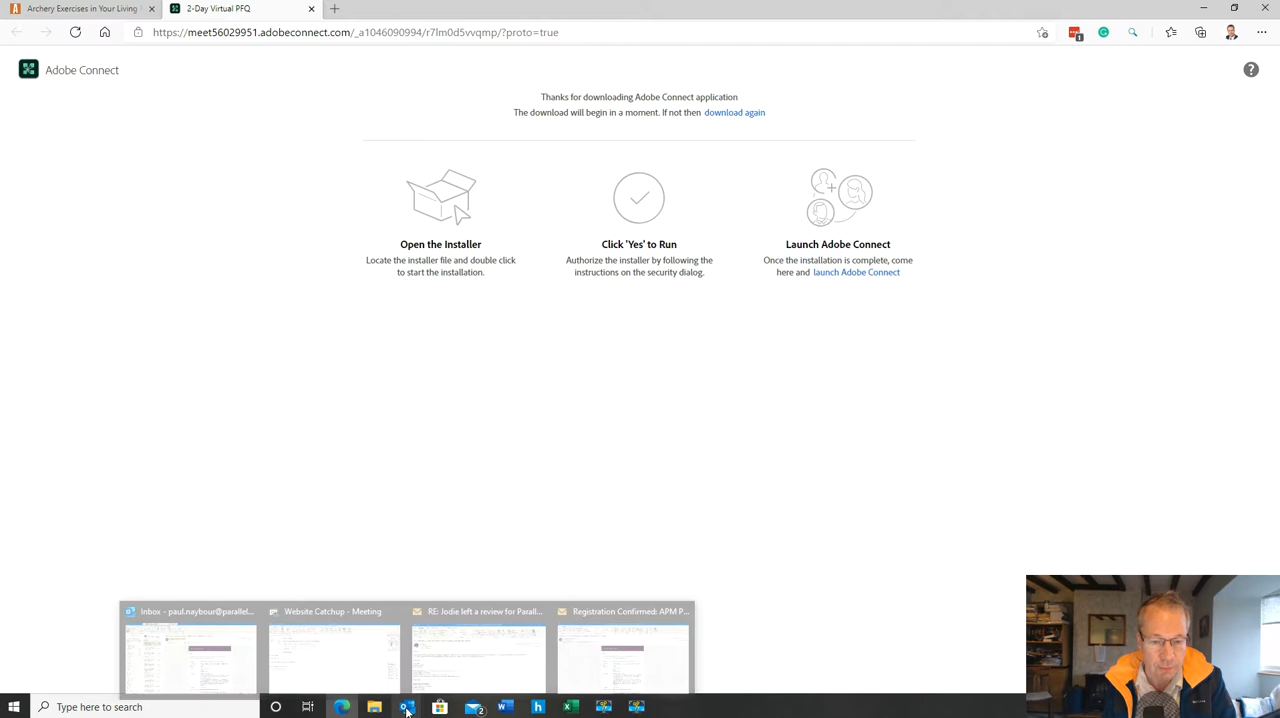 Archery Exercises in Your Living
2-Day Virtual PFQ
https://meet56029951.adobeconnect.com/_a1046090994/r7lm0d5vvqmp/?proto=true
1
Adobe Connect
?
Thanks for downloading Adobe Connect application
The download will begin in a moment. If not then download again
Open the Installer
Locate the installer file and double click
to start the installation.
Click 'Yes' to Run
Authorize the installer by following the
instructions on the security dialog.
Launch Adobe Connect
Once the installation is complete, come
here and launch Adobe Connect
Inbox - paul.naybour@parallel...
Website Catchup - Meeting
RE: Jodie left a review for Parall...
Registration Confirmed: APM P...
Type here to search
2